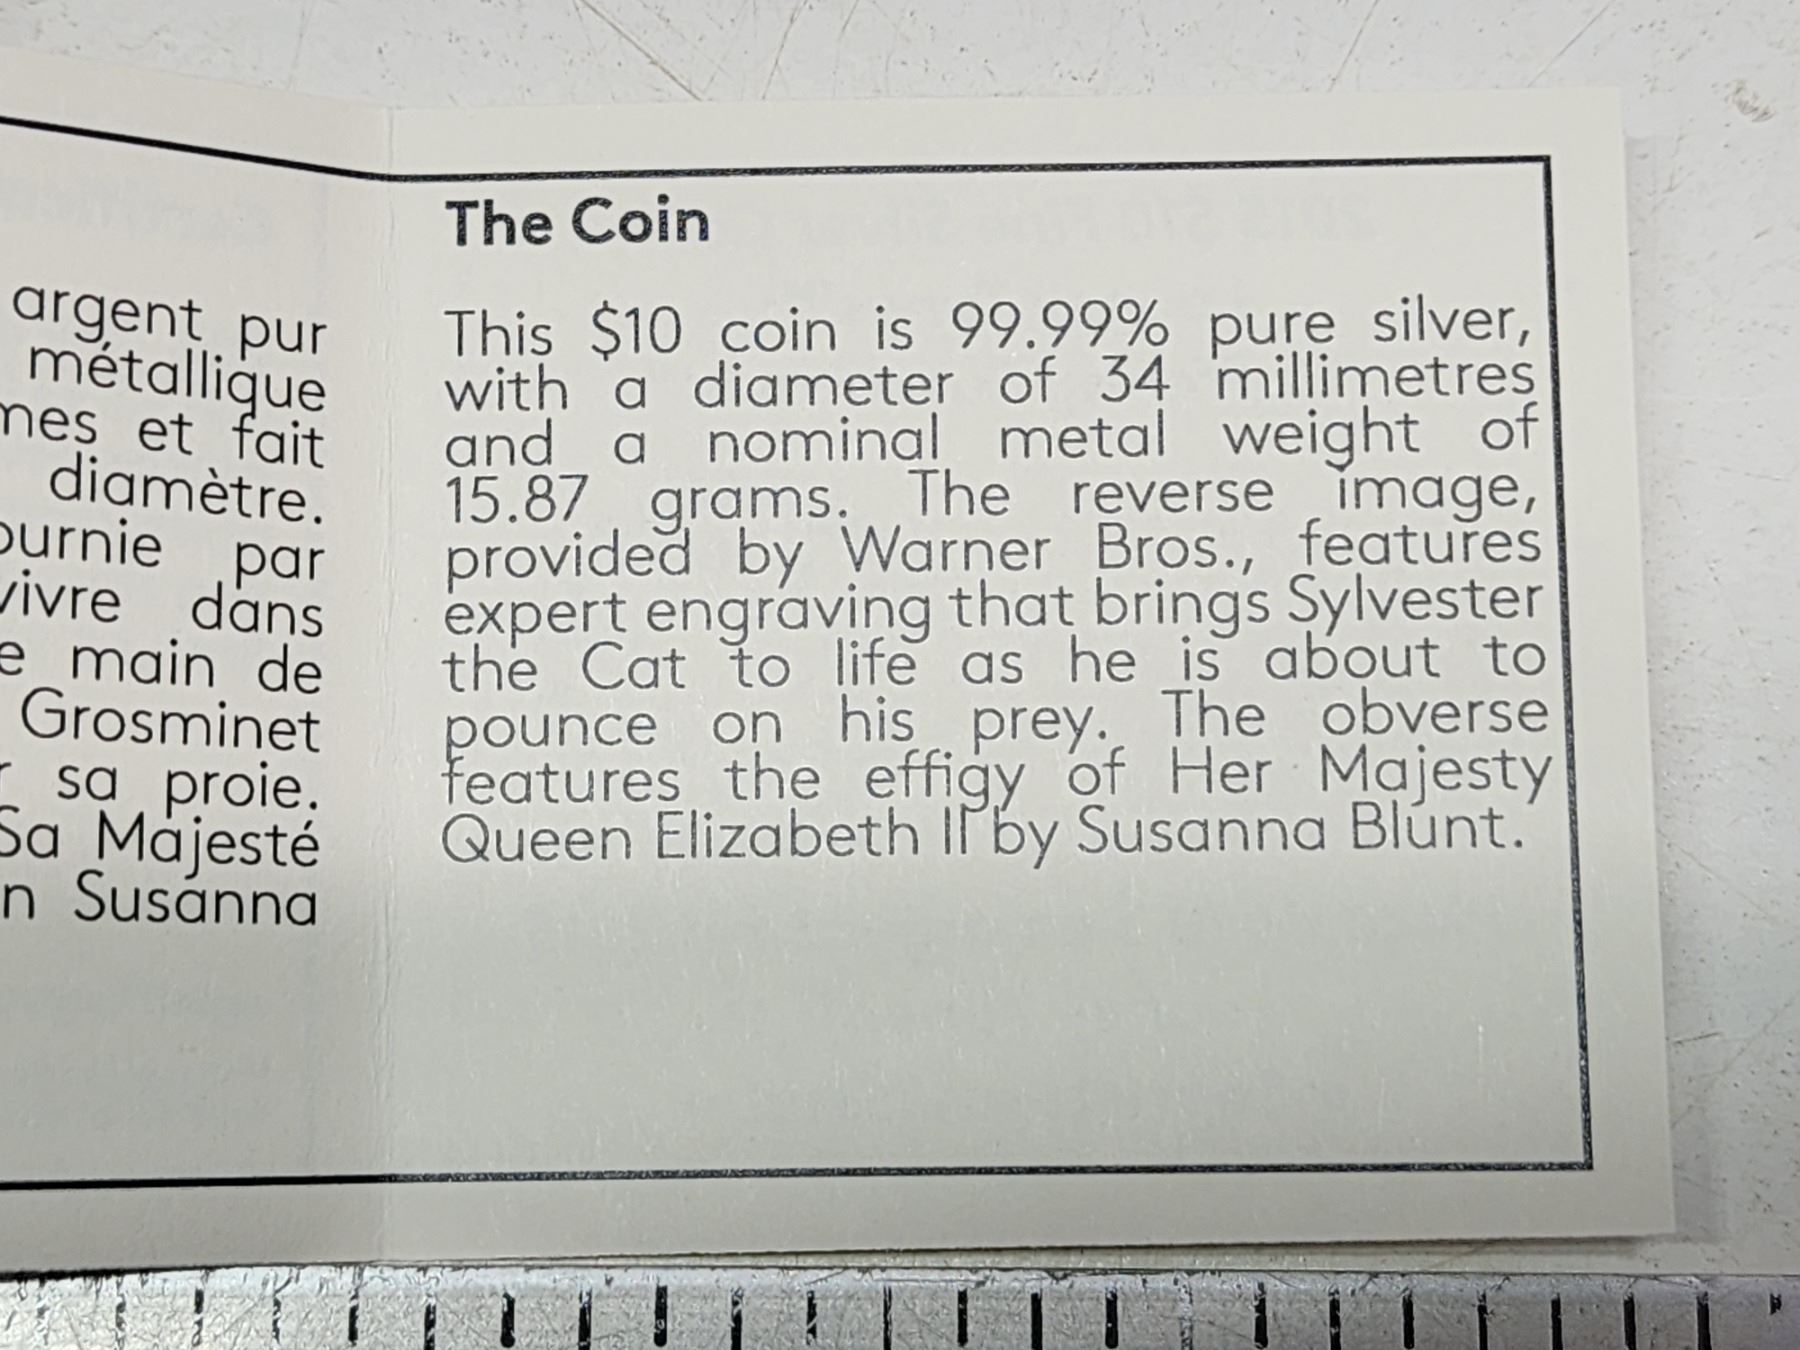 argent pur
métallique
et fait
diamètre.
par
dans
main de
Grosminet
sa proie.
Sa Majesté
Susanna
The Coin
This $10 coin is 99.99% pure silver,
with a diameter of 34 millimetres
and a nominal metal weight of
15.87 grams. The reverse image,
provided by Warner Bros., features
expert engraving that brings Sylvester
the Cat to life as he is about to
pounce on his prey. The obverse
features the effigy of Her Majesty
Queen Elizabeth II by Susanna Blunt.